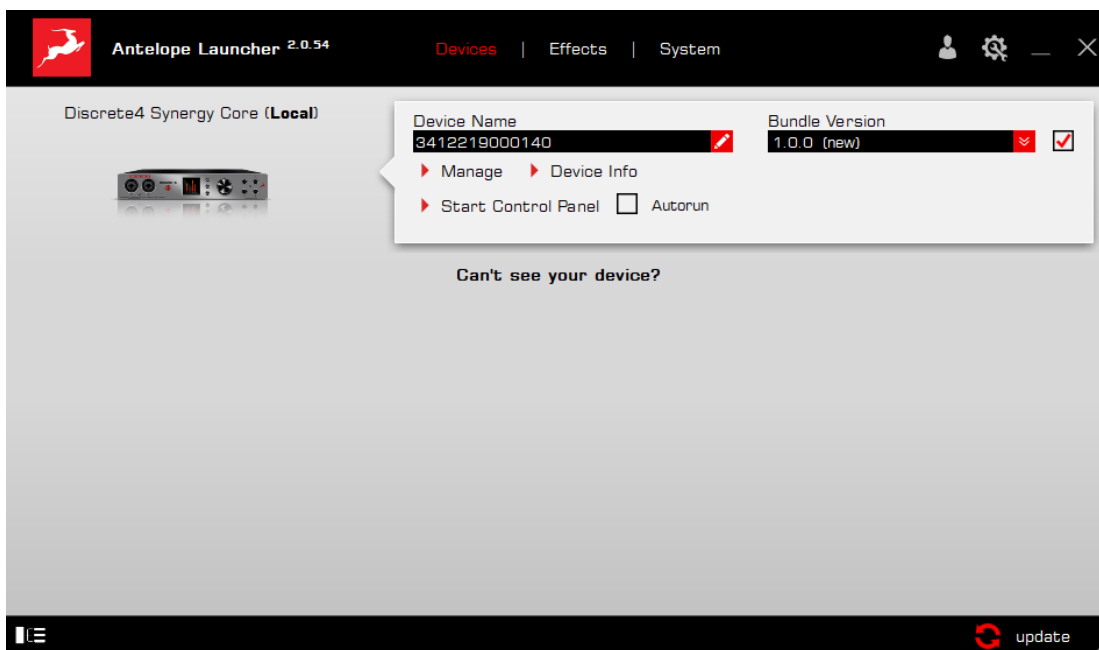 Antelope Launcher 2.0.54
Devices | Effects | System
Discrete4 Synergy Core (Local)
Device Name
Bundle Version
3412219000140
1.0.0 (new)
Manage
Device Info
Start Control Panel
Autorun
Can't see your device?
update